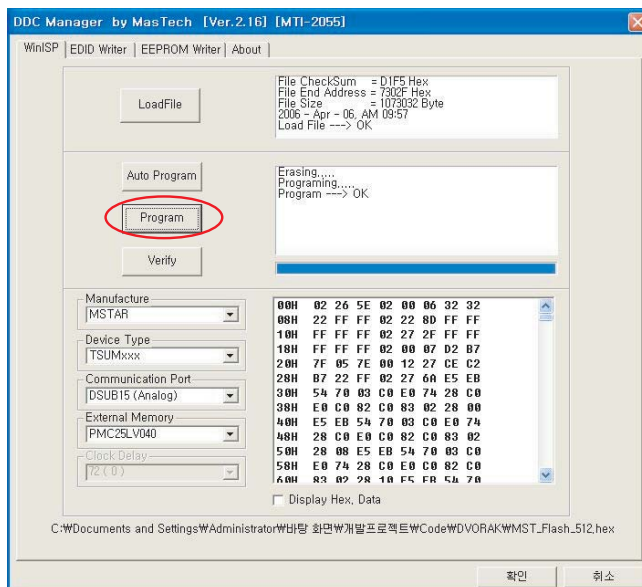 DDC Manager by MasTech [Ver.2.16] [MTI-2055]
WinISP EDID Writer EEPROM Writer About
LoadFile
File CheckSum = D1F5 Hex
File End Address = 7302F Hex
File Size = 1073032 Byte
2006 - Apr - 06, AM 09:57
Load File ---> OK
Auto Program
Program
Verify
Erasing,,,,,
Programing,,,,,
Program ---> OK
Manufacture
MSTAR
Device Type
TSUMxxx
Communication Port
DSUB15 (Analog)
External Memory
PMC25LV040
Clock Delay
72 ( 0 )
00H 02 26 5E 02 00 06 32 32
08H 22 FF FF 02 22 8D FF FF
10H FF FF FF 02 27 2F FF FF
18H FF FF FF 02 00 07 D2 B7
20H 7F 05 7E 00 12 27 CE C2
28H B7 22 FF 02 27 6A E5 EB
30H 54 70 03 C0 E0 74 28 C0
38H E0 C0 82 C0 83 02 28 00
40H E5 EB 54 70 03 C0 E0 74
48H 28 C0 E0 C0 82 C0 83 02
50H 28 08 E5 EB 54 70 03 C0
58H E0 74 28 C0 E0 C0 82 C0
60H 83 02 28 10 E5 EB 54 70
Display Hex, Data
C:₩Documents and Settings₩Administrator₩바탕 화면₩개발프로젝트₩Code₩DVORAK₩MST_Flash_512,hex
확인 취소